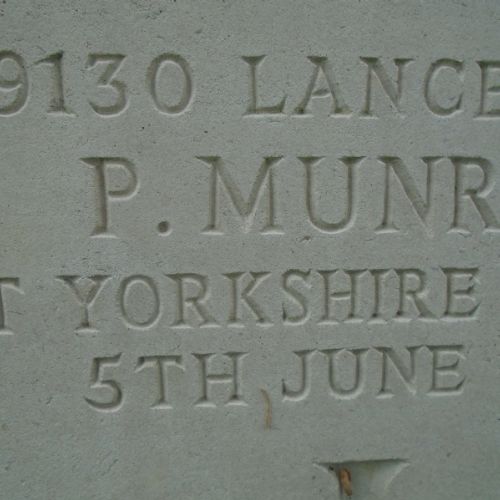 9130 LANCE
P. MUNR
T YORKSHIRE
5TH JUNE